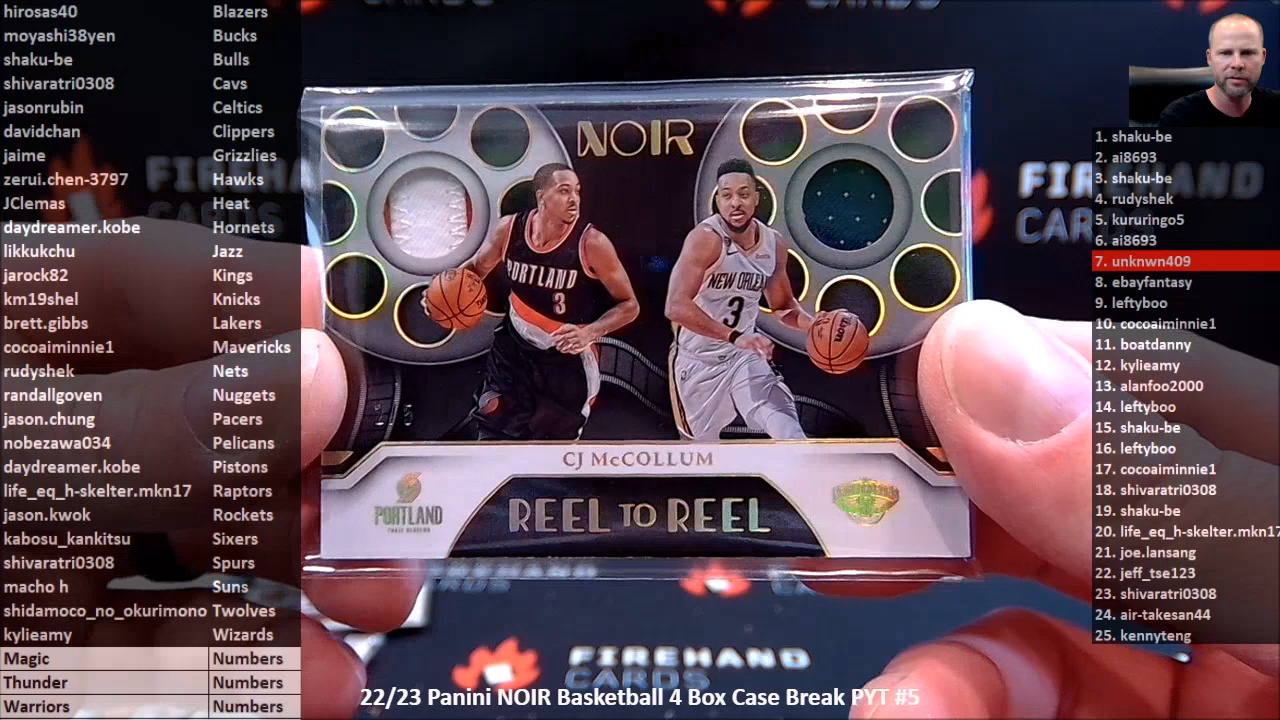 hirosas40 Blazers
moyashi38yen Bucks
shaku-be Bulls
shivaratri0308 Cavs
jasonrubin Celtics
davidchan Clippers
jaime Grizzlies
zerui.chen-3797 Hawks
JClemas Heat
daydreamer.kobe Hornets
likkukchu Jazz
jarock82 Kings
km19shel Knicks
brett.gibbs Lakers
cocoaiminnie1 Mavericks
rudyshek Nets
randallgoven Nuggets
jason.chung Pacers
nobezawa034 Pelicans
daydreamer.kobe Pistons
life_eq_h-skelter.mkn17 Raptors
jason.kwok Rockets
kabosu_kankitsu Sixers
shivaratri0308 Spurs
macho h Suns
shidamoco_no_okurimono Twolves
kylieamy Wizards
Magic Numbers
Thunder Numbers
Warriors Numbers
NOIR
PORTLAND
3
NEW ORLEAN
3
CJ McCOLLUM
PORTLAND
TRAIL BLAZERS
REEL TO REEL
FIREHAND
CARDS
FIREHAND
CARDS
22/23 Panini NOIR Basketball 4 Box Case Break PYT #5
1. shaku-be
2. ai8693
3. shaku-be
4. rudyshek
5. kururingo5
6. ai8693
7. unknwn409
8. ebayfantasy
9. leftyboo
10. cocoaiminnie1
11. boatdanny
12. kylieamy
13. alanfoo2000
14. leftyboo
15. shaku-be
16. leftyboo
17. cocoaiminnie1
18. shivaratri0308
19. shaku-be
20. life_eq_h-skelter.mkn17
21. joe.lansang
22. jeff_tse123
23. shivaratri0308
24. air-takesan44
25. kennyteng